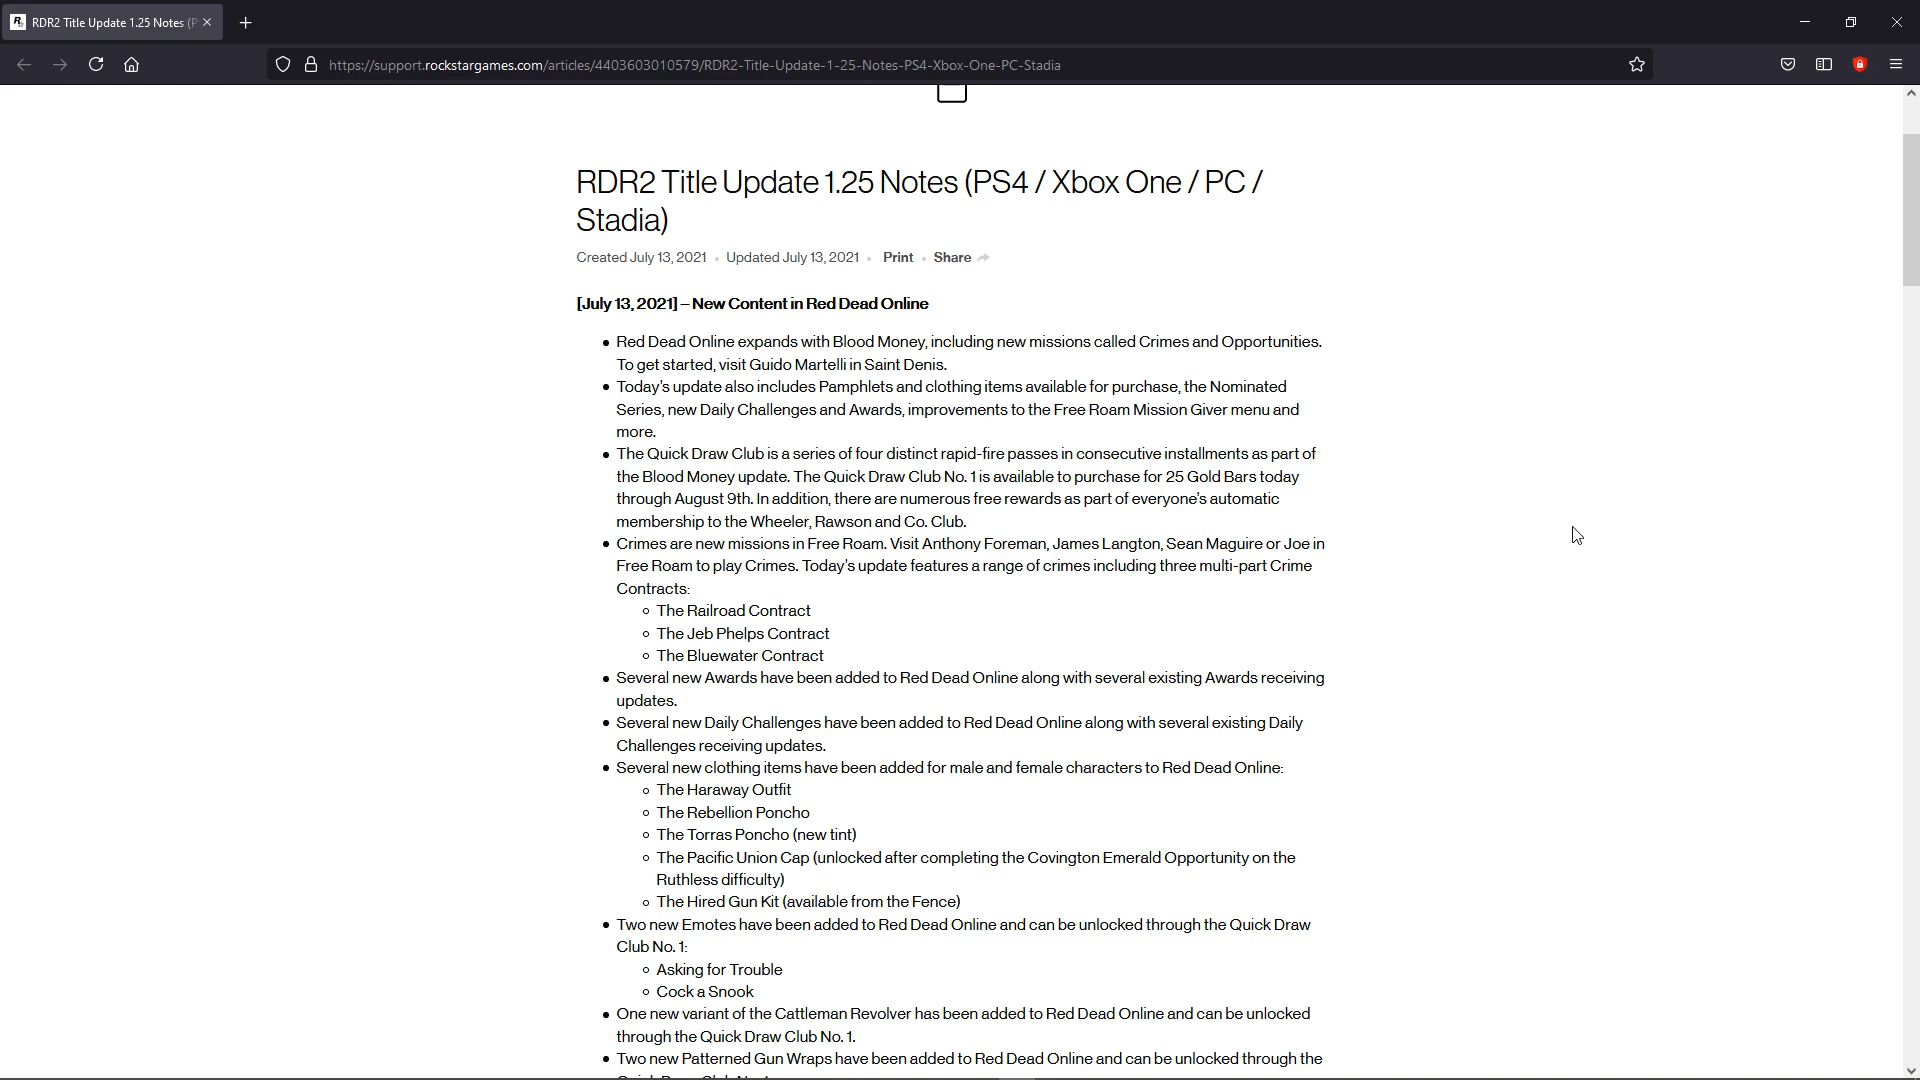 RDR2 Title Update 1.25 Notes (P
https://support.rockstargames.com/articles/4403603010579/RDR2-Title-Update-1-25-Notes-PS4-Xbox-One-PC-Stadia
RDR2 Title Update 1.25 Notes (PS4 / Xbox One / PC /
Stadia)
Created July 13, 2021 • Updated July 13, 2021 • Print • Share
[July 13, 2021] – New Content in Red Dead Online
• Red Dead Online expands with Blood Money, including new missions called Crimes and Opportunities.
To get started, visit Guido Martelli in Saint Denis.
• Today's update also includes Pamphlets and clothing items available for purchase, the Nominated
Series, new Daily Challenges and Awards, improvements to the Free Roam Mission Giver menu and
more.
• The Quick Draw Club is a series of four distinct rapid-fire passes in consecutive installments as part of
the Blood Money update. The Quick Draw Club No. 1 is available to purchase for 25 Gold Bars today
through August 9th. In addition, there are numerous free rewards as part of everyone's automatic
membership to the Wheeler, Rawson and Co. Club.
• Crimes are new missions in Free Roam. Visit Anthony Foreman, James Langton, Sean Maguire or Joe in
Free Roam to play Crimes. Today's update features a range of crimes including three multi-part Crime
Contracts:
◦ The Railroad Contract
◦ The Jeb Phelps Contract
◦ The Bluewater Contract
• Several new Awards have been added to Red Dead Online along with several existing Awards receiving
updates.
• Several new Daily Challenges have been added to Red Dead Online along with several existing Daily
Challenges receiving updates.
• Several new clothing items have been added for male and female characters to Red Dead Online:
◦ The Haraway Outfit
◦ The Rebellion Poncho
◦ The Torras Poncho (new tint)
◦ The Pacific Union Cap (unlocked after completing the Covington Emerald Opportunity on the
Ruthless difficulty)
◦ The Hired Gun Kit (available from the Fence)
• Two new Emotes have been added to Red Dead Online and can be unlocked through the Quick Draw
Club No. 1:
◦ Asking for Trouble
◦ Cock a Snook
• One new variant of the Cattleman Revolver has been added to Red Dead Online and can be unlocked
through the Quick Draw Club No. 1.
• Two new Patterned Gun Wraps have been added to Red Dead Online and can be unlocked through the